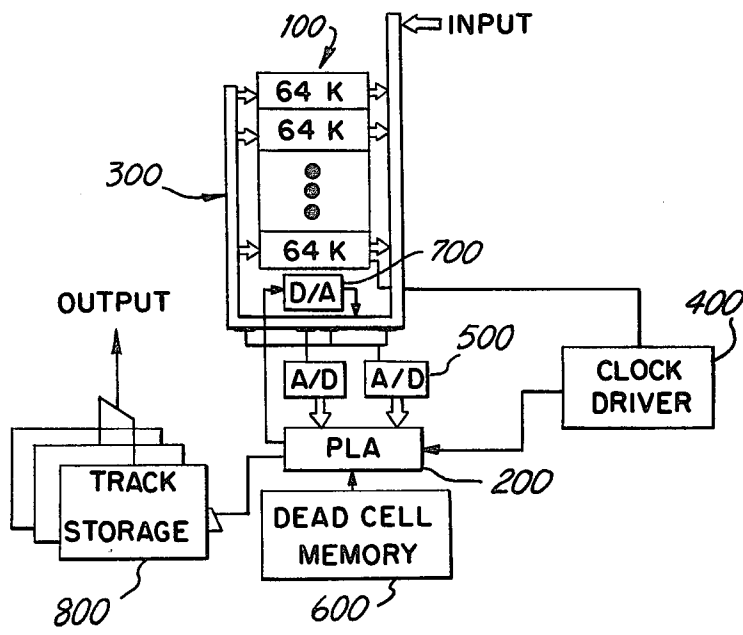 100
INPUT
64 K
64 K
300
64 K
700
D/A
OUTPUT
400
500
A/D
A/D
CLOCK
DRIVER
PLA
200
TRACK
STORAGE
DEAD CELL
MEMORY
800
600